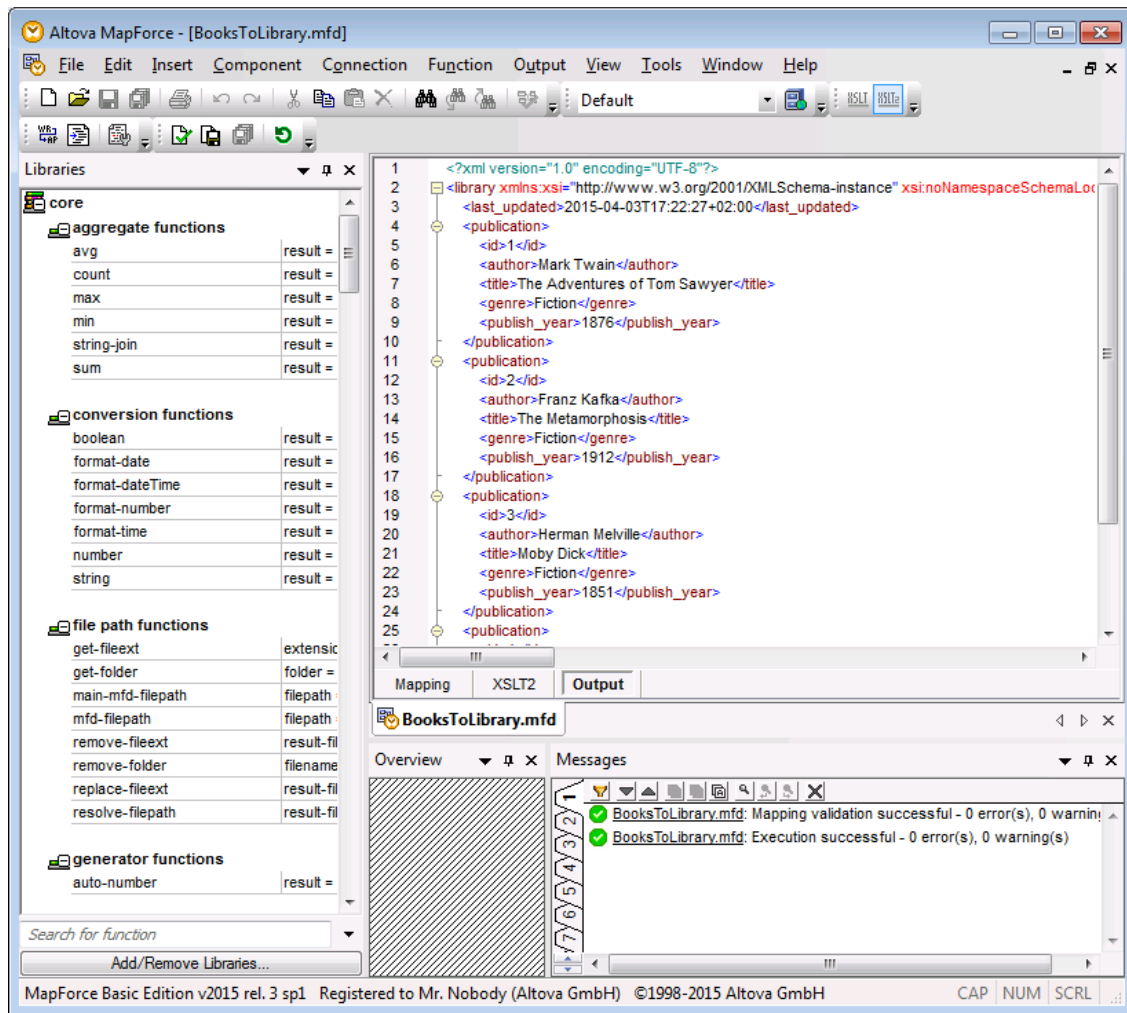 Altova MapForce - [BooksToLibrary.mfd]
File Edit Insert Component Connection Function Output View Tools Window Help
Default
XSLT XSLT2
Libraries
core
aggregate functions
avg result =
count result =
max result =
min result =
string-join result =
sum result =
conversion functions
boolean result =
format-date result =
format-dateTime result =
format-number result =
format-time result =
number result =
string result =
file path functions
get-fileext extensic
get-folder folder =
main-mfd-filepath filepath
mfd-filepath filepath
remove-fileext result-fil
remove-folder filename
replace-fileext result-fil
resolve-filepath result-fil
generator functions
auto-number result =
Search for function
Add/Remove Libraries...
1 <?xml version="1.0" encoding="UTF-8"?>
2 <library xmlns:xsi="http://www.w3.org/2001/XMLSchema-instance" xsi:noNamespaceSchemaLoc
3 <last_updated>2015-04-03T17:22:27+02:00</last_updated>
4 <publication>
5 <id>1</id>
6 <author>Mark Twain</author>
7 <title>The Adventures of Tom Sawyer</title>
8 <genre>Fiction</genre>
9 <publish_year>1876</publish_year>
10 </publication>
11 <publication>
12 <id>2</id>
13 <author>Franz Kafka</author>
14 <title>The Metamorphosis</title>
15 <genre>Fiction</genre>
16 <publish_year>1912</publish_year>
17 </publication>
18 <publication>
19 <id>3</id>
20 <author>Herman Melville</author>
21 <title>Moby Dick</title>
22 <genre>Fiction</genre>
23 <publish_year>1851</publish_year>
24 </publication>
25 <publication>
Mapping XSLT2 Output
BooksToLibrary.mfd
Overview
Messages
1
2
3
4
5
6
7
BooksToLibrary.mfd: Mapping validation successful - 0 error(s), 0 warnin
BooksToLibrary.mfd: Execution successful - 0 error(s), 0 warning(s)
MapForce Basic Edition v2015 rel. 3 sp1 Registered to Mr. Nobody (Altova GmbH) ©1998-2015 Altova GmbH CAP NUM SCRL